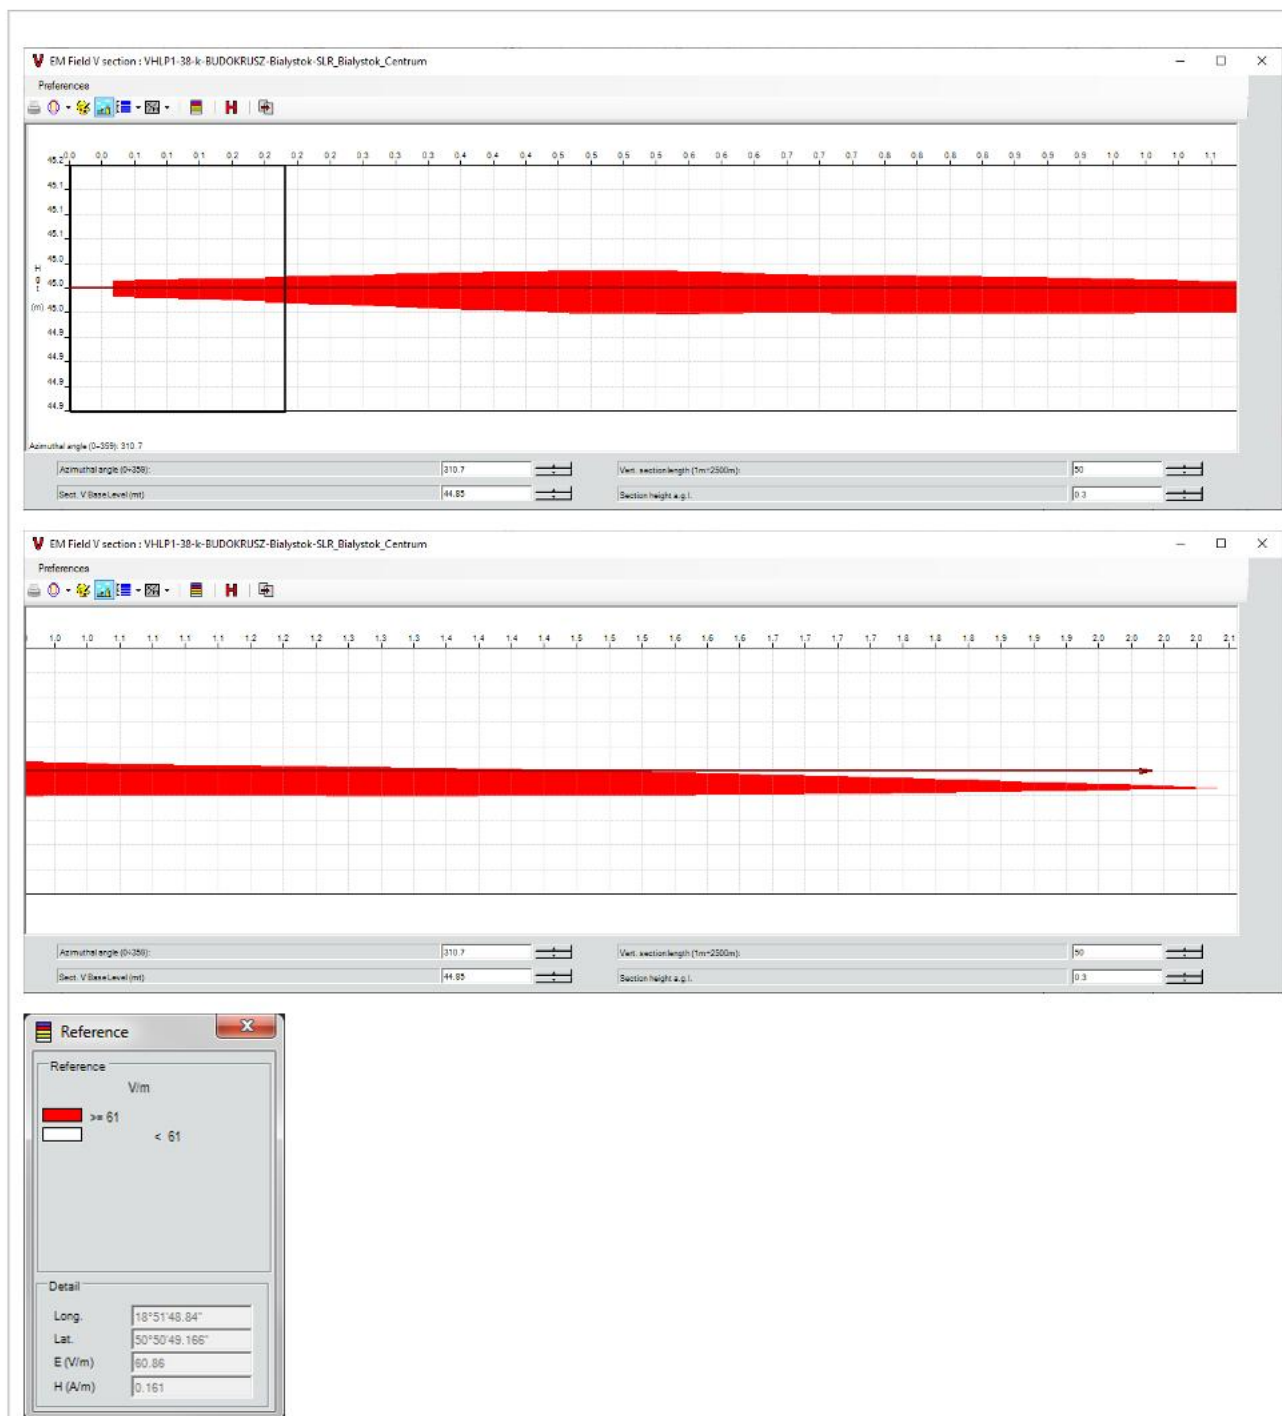 EM Field V section : VHLP1-38-k-BUDOKRUSZ-Bialystok-SLR_Bialystok_Centrum
Preferences
0.0 0.0 0.1 0.1 0.1 0.2 0.2 0.2 0.2 0.3 0.3 0.3 0.4 0.4 0.4 0.5 0.5 0.5 0.6 0.6 0.6 0.7 0.7 0.7 0.8 0.8 0.8 0.9 0.9 0.9 1.0 1.0 1.0 1.1
45.2
45.1
45.1
45.1
45.0
45.0
45.0
44.9
44.9
44.9
44.9
Hgt
(m)
Azimuthal angle (0÷359): 310.7
Azimuthal angle (0÷359): 310.7 Vert. section length (1m÷2500m): 50
Sect. V Base Level (mt) 44.85 Section height a.g.l. 0.3
EM Field V section : VHLP1-38-k-BUDOKRUSZ-Bialystok-SLR_Bialystok_Centrum
Preferences
1.0 1.0 1.1 1.1 1.1 1.2 1.2 1.2 1.2 1.3 1.3 1.3 1.4 1.4 1.4 1.4 1.5 1.5 1.5 1.6 1.6 1.6 1.7 1.7 1.7 1.7 1.8 1.8 1.8 1.9 1.9 1.9 2.0 2.0 2.0 2.0 2.1
Azimuthal angle (0÷359): 310.7 Vert. section length (1m÷2500m): 50
Sect. V Base Level (mt) 44.85 Section height a.g.l. 0.3
Reference
Reference
V/m
>= 61
< 61
Detail
Long. 18°51'48.84"
Lat. 50°50'49.166"
E (V/m) 60.86
H (A/m) 0.161